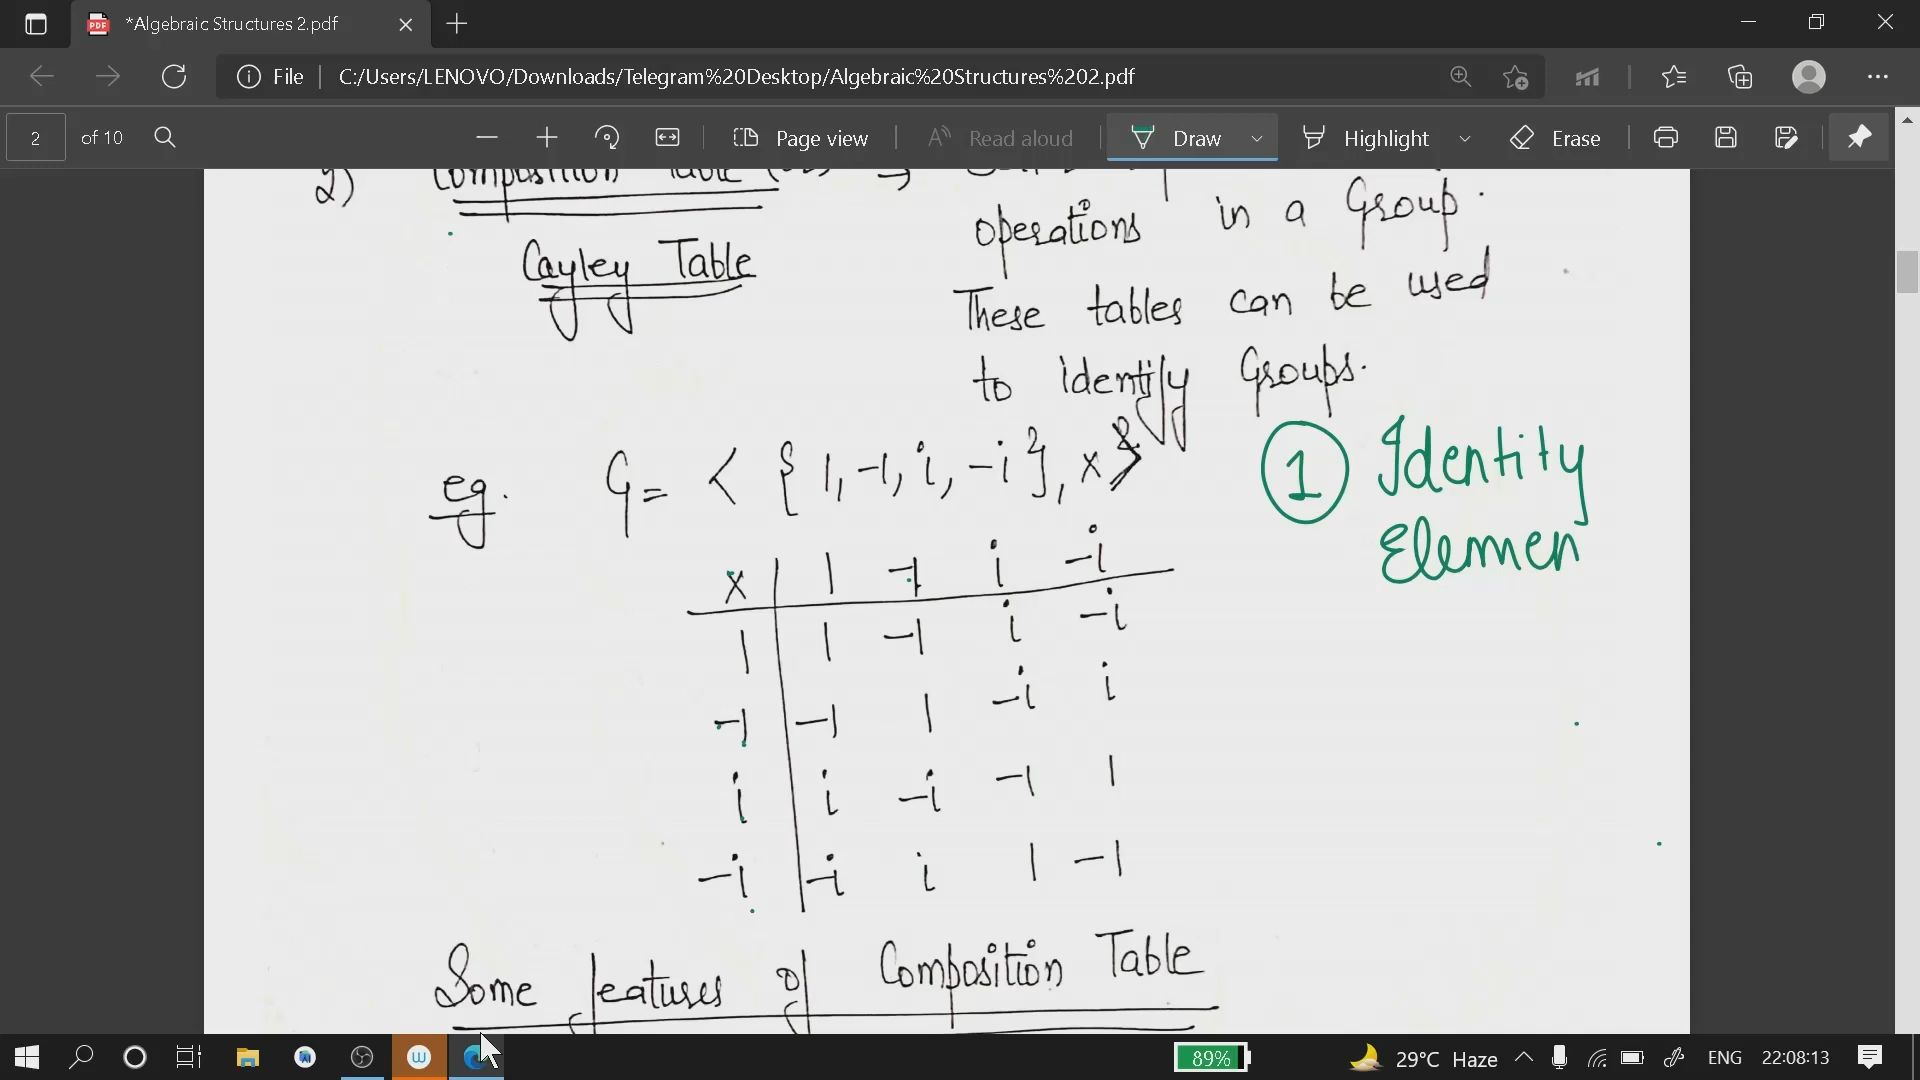 *Algebraic Structures 2.pdf
File
C:/Users/LENOVO/Downloads/Telegram%20Desktop/Algebraic%20Structures%202.pdf
2 of 10
Page view
Read aloud
Draw
Highlight
Erase
2) Composition Table →
operations in a Group.
Cayley Table
These tables can be used
to identify Groups.
eg. G = < {1, -1, i, -i}, x >
1 Identity
Elemen
x 1 -1 i -i
1 1 -1 i -i
-1 -1 1 -i i
i i -i -1 1
-i -i i 1 -1
Some features of Composition Table
89% 29°C Haze ENG 22:08:13